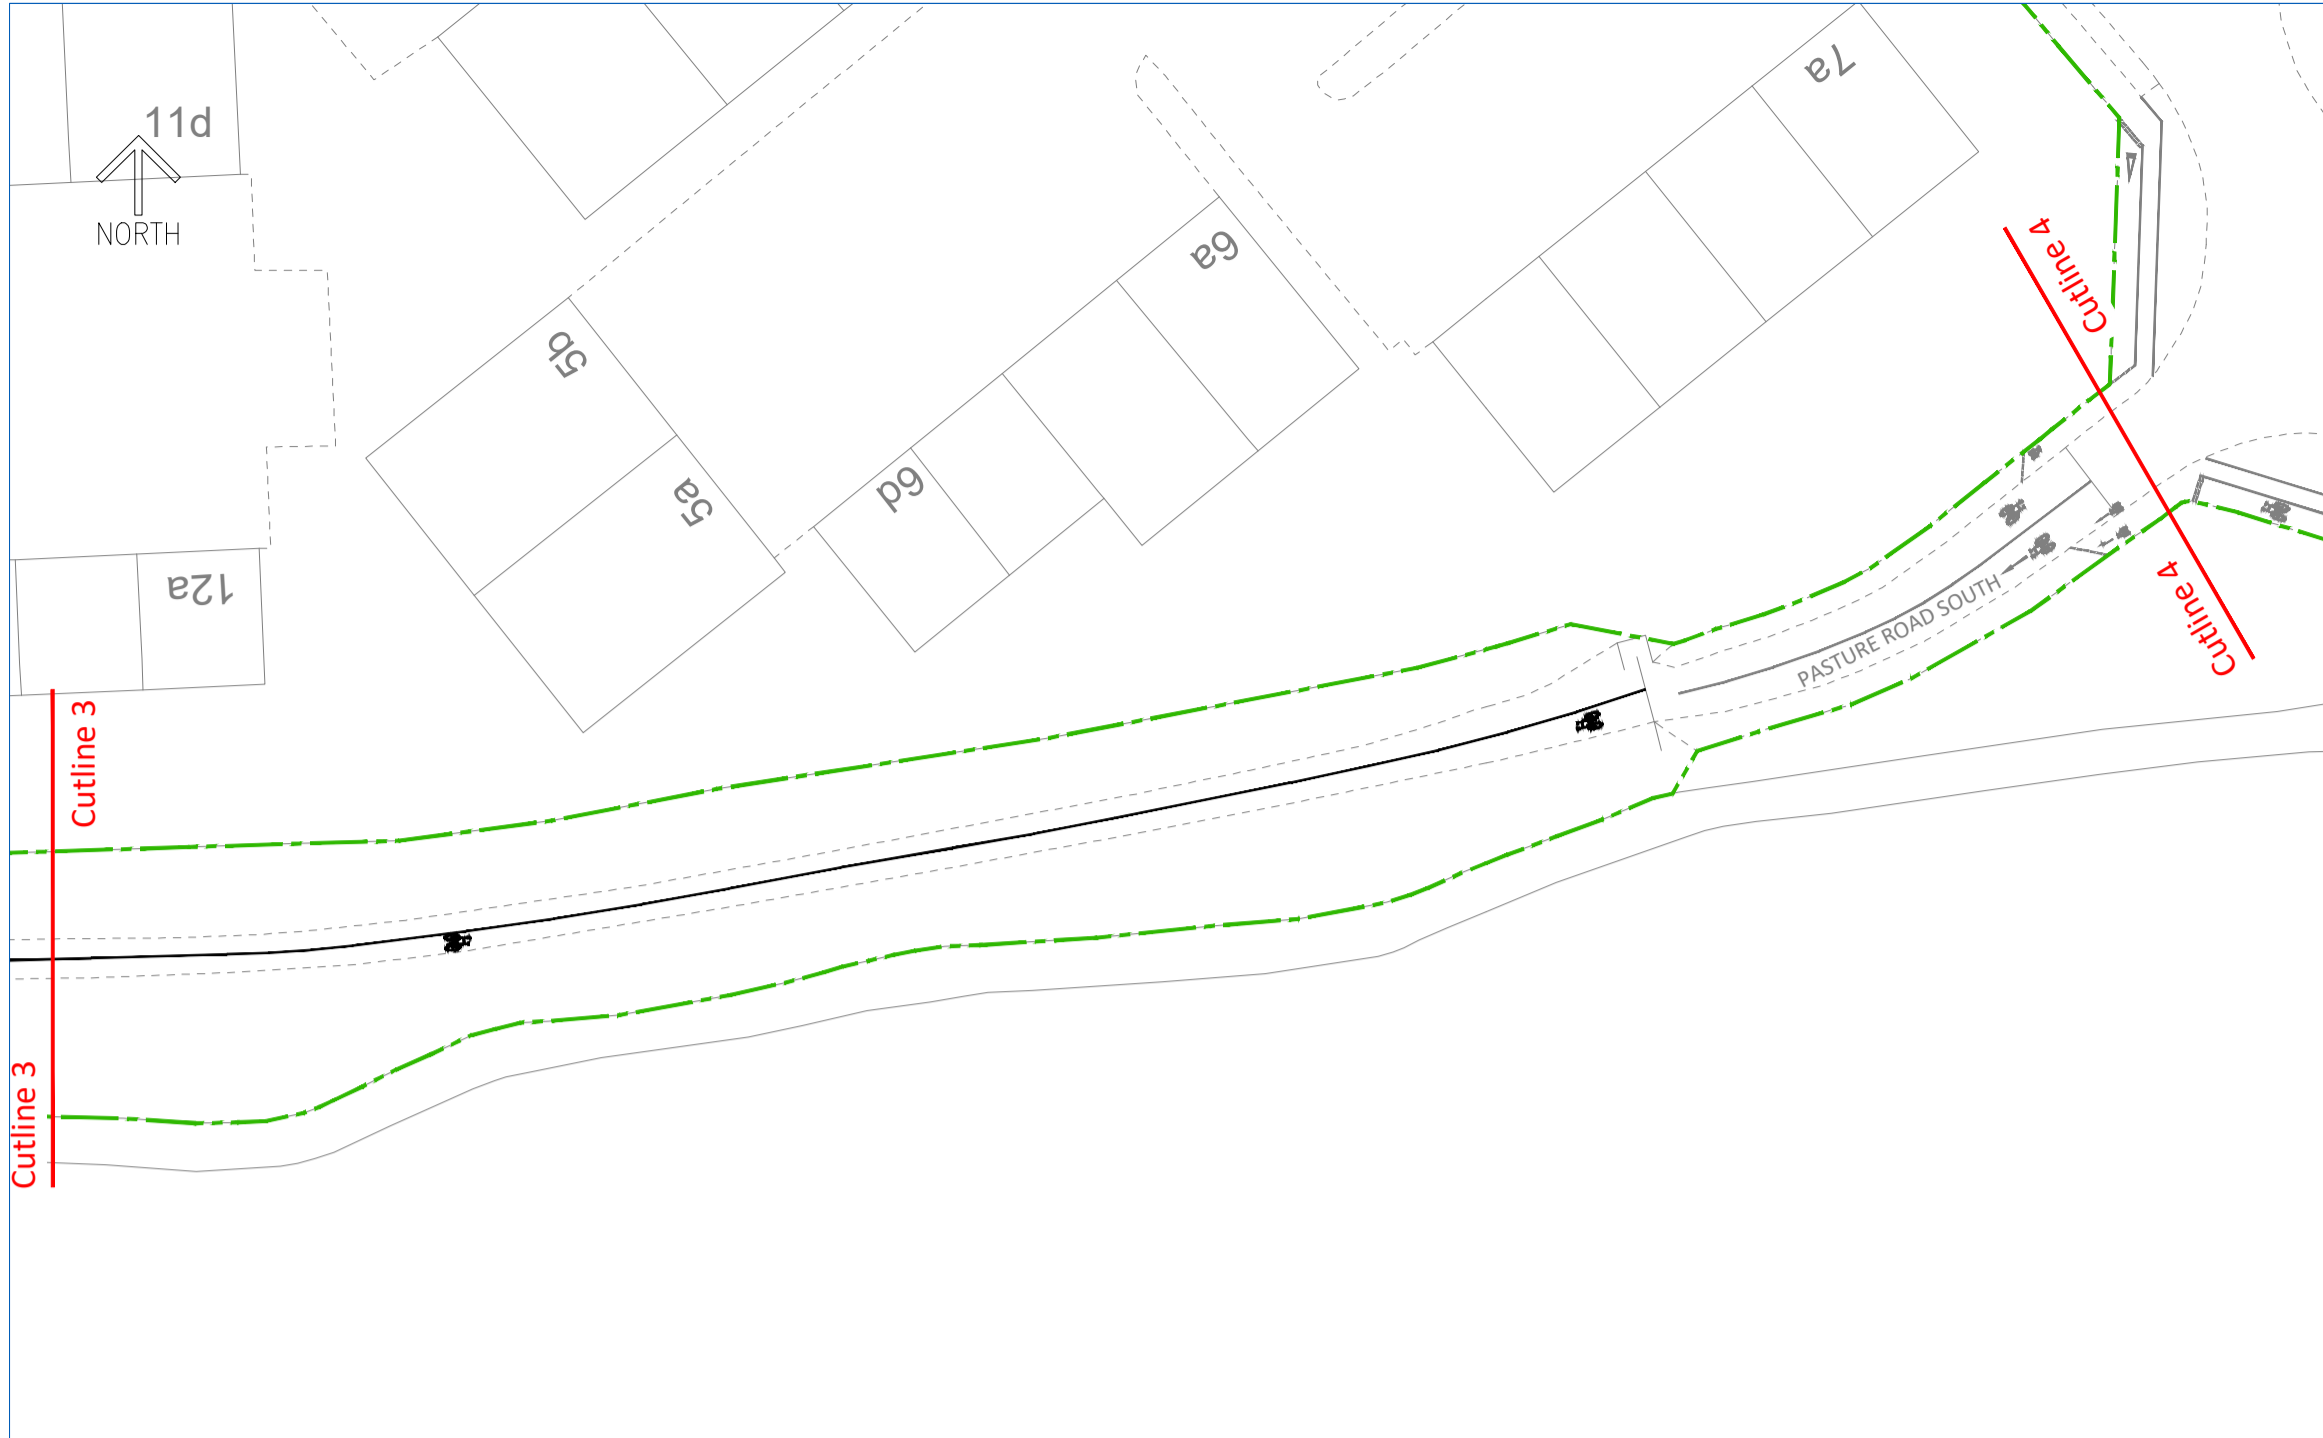 7a
11d
NORTH
6a
Cutline 4
5b
6d
5a
12a
PASTURE ROAD SOUTH
Cutline 4
Cutline 3
Cutline 3